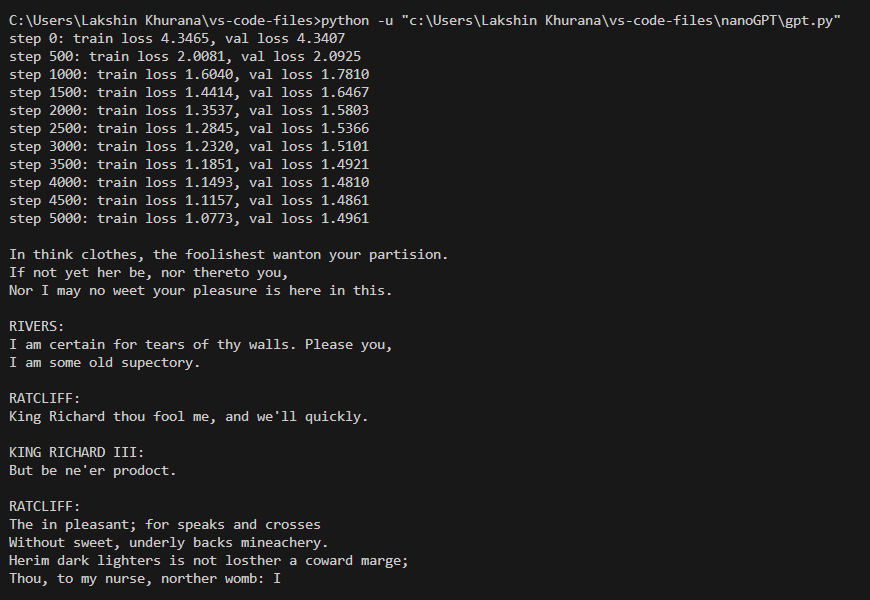 C:\Users\Lakshin Khurana\vs-code-files>python -u "c:\Users\Lakshin Khurana\vs-code-files\nanoGPT\gpt.py"
step 0: train loss 4.3465, val loss 4.3407
step 500: train loss 2.0081, val loss 2.0925
step 1000: train loss 1.6040, val loss 1.7810
step 1500: train loss 1.4414, val loss 1.6467
step 2000: train loss 1.3537, val loss 1.5803
step 2500: train loss 1.2845, val loss 1.5366
step 3000: train loss 1.2320, val loss 1.5101
step 3500: train loss 1.1851, val loss 1.4921
step 4000: train loss 1.1493, val loss 1.4810
step 4500: train loss 1.1157, val loss 1.4861
step 5000: train loss 1.0773, val loss 1.4961

In think clothes, the foolishest wanton your partision.
If not yet her be, nor thereto you,
Nor I may no weet your pleasure is here in this.

RIVERS:
I am certain for tears of thy walls. Please you,
I am some old supectory.

RATCLIFF:
King Richard thou fool me, and we'll quickly.

KING RICHARD III:
But be ne'er prodoct.

RATCLIFF:
The in pleasant; for speaks and crosses
Without sweet, underly backs mineachery.
Herim dark lighters is not losther a coward marge;
Thou, to my nurse, norther womb: I